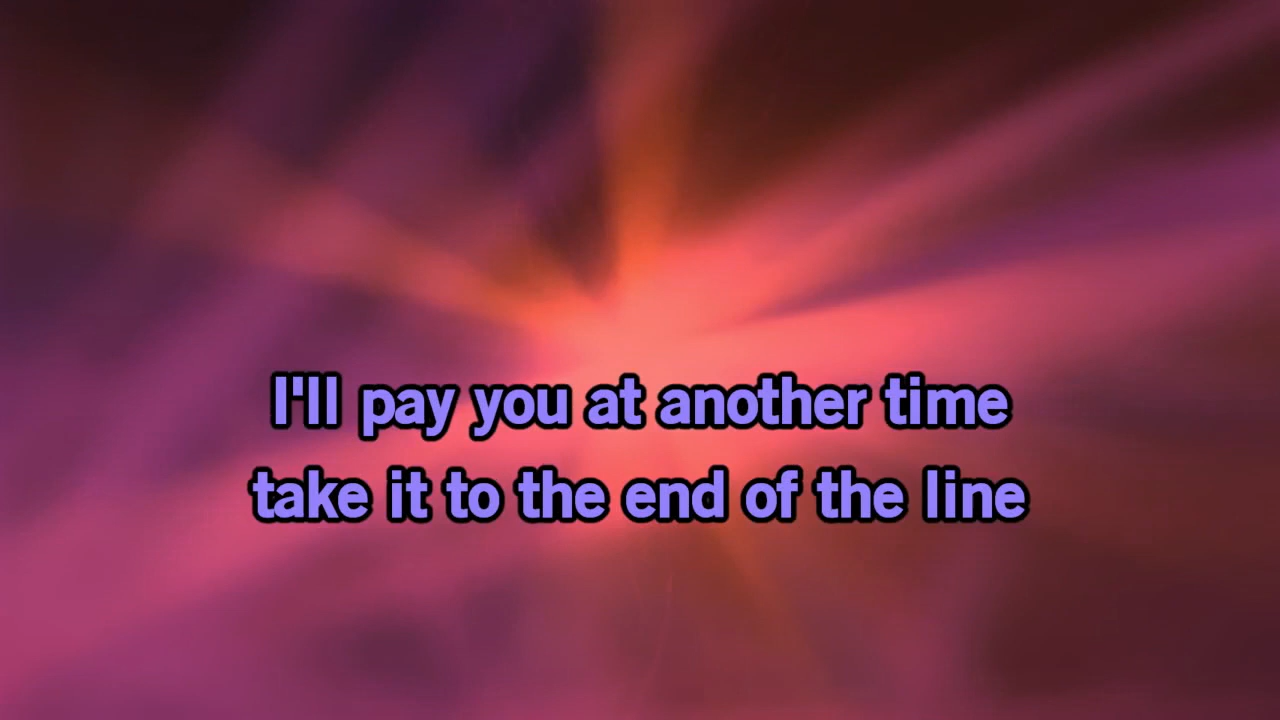 I'll pay you at another time
take it to the end of the line